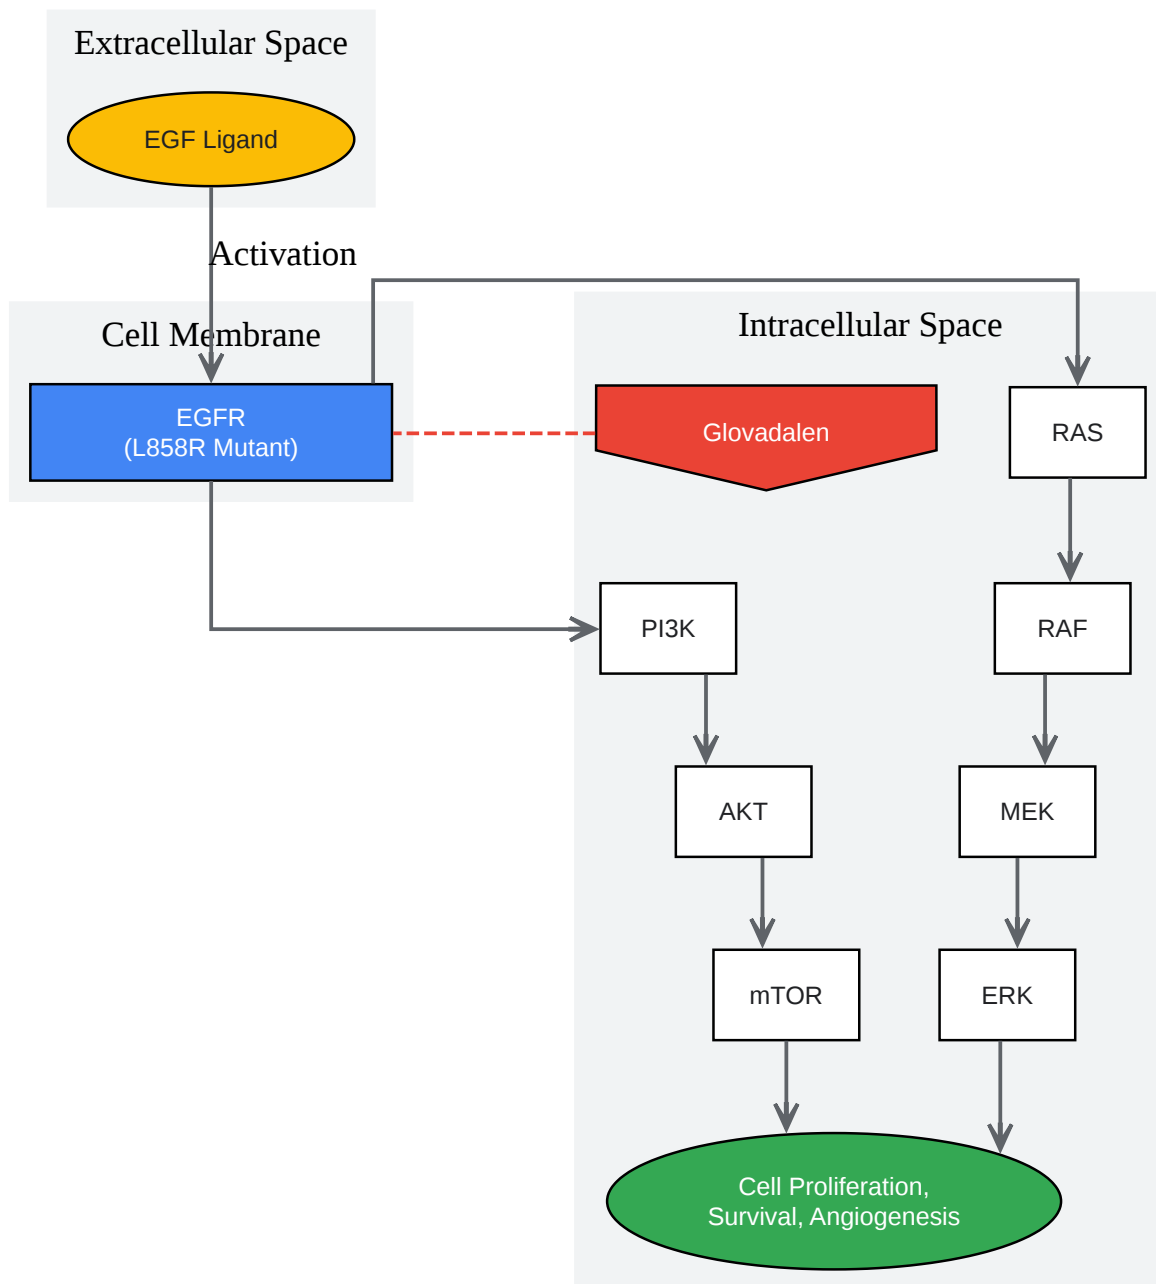 Extracellular Space
EGF Ligand
Activation
Cell Membrane
EGFR
(L858R Mutant)
Intracellular Space
Glovadalen
RAS
PI3K
RAF
AKT
MEK
mTOR
ERK
Cell Proliferation,
Survival, Angiogenesis